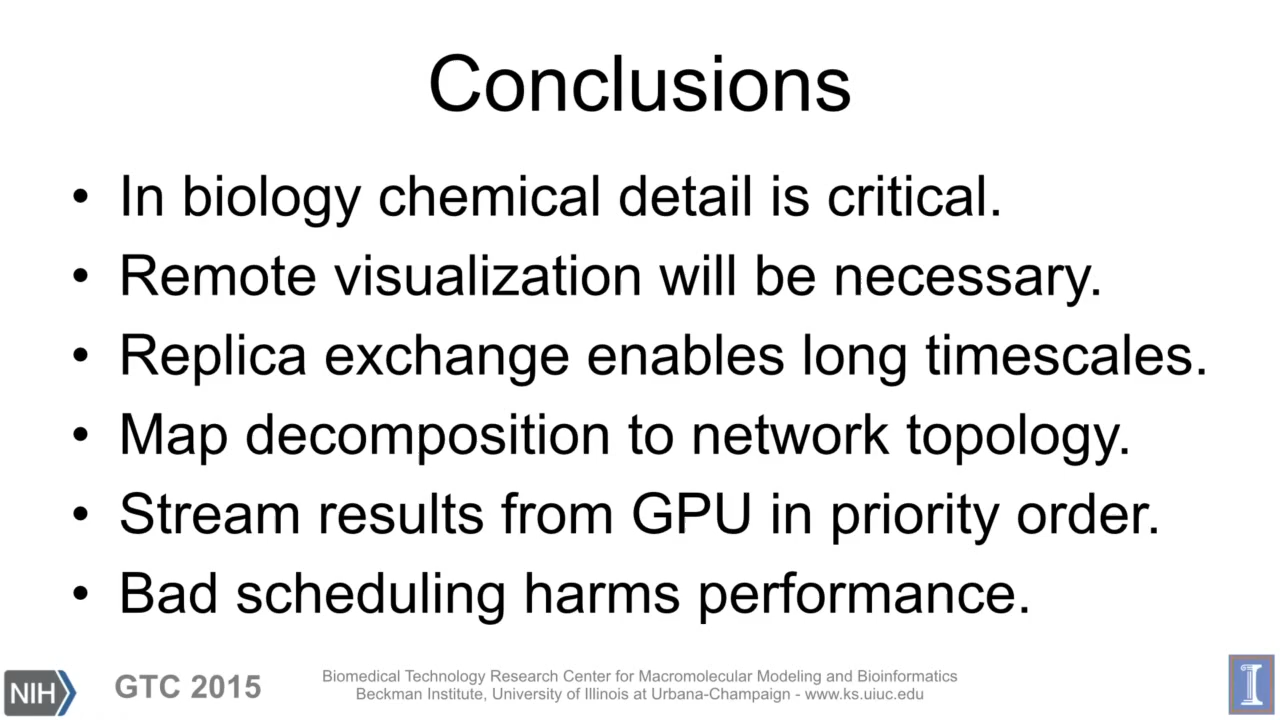 Conclusions
• In biology chemical detail is critical.
• Remote visualization will be necessary.
• Replica exchange enables long timescales.
• Map decomposition to network topology.
• Stream results from GPU in priority order.
• Bad scheduling harms performance.
NIH
GTC 2015
Biomedical Technology Research Center for Macromolecular Modeling and Bioinformatics
Beckman Institute, University of Illinois at Urbana-Champaign - www.ks.uiuc.edu
I